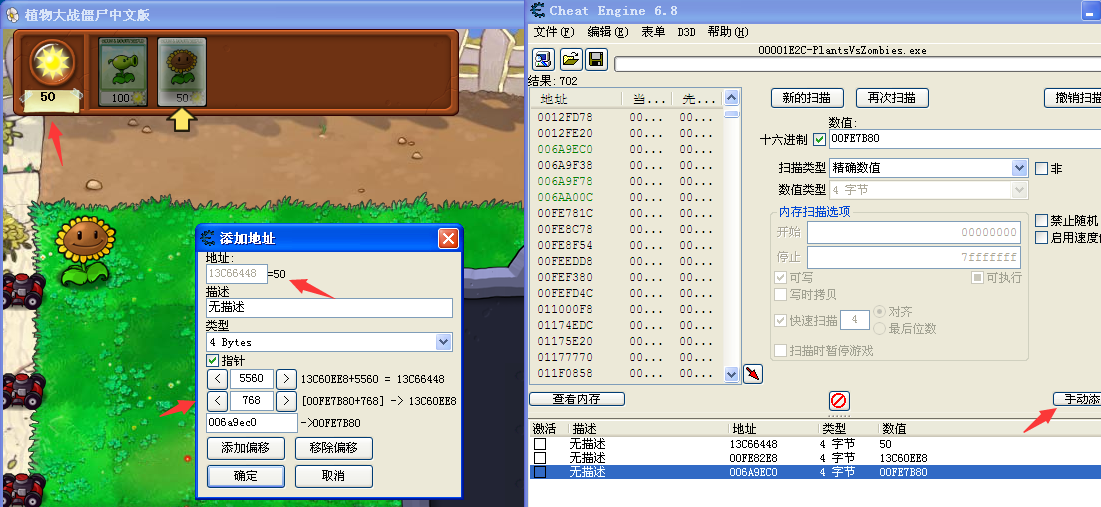 植物大战僵尸中文版
50
100
50
添加地址
地址:
13C66448 =50
描述
无描述
类型
4 Bytes
指针
< 5560 > 13C60EE8+5560 = 13C66448
< 768 > [00FE7B80+768] -> 13C60EE8
006a9ec0 ->00FE7B80
添加偏移 移除偏移
确定 取消
Cheat Engine 6.8
文件(F) 编辑(E) 表单 D3D 帮助(H)
00001E2C-PlantsVsZombies.exe
结果: 702
地址 当... 先...
0012FD78 00... 00...
0012FE20 00... 00...
006A9EC0 00... 00...
006A9F38 00... 00...
006A9F78 00... 00...
006AA00C 00... 00...
00FE781C 00... 00...
00FE8C78 00... 00...
00FE8F54 00... 00...
00FEEDD8 00... 00...
00FEF380 00... 00...
00FEFD4C 00... 00...
011000F8 00... 00...
01174EDC 00... 00...
01175E20 00... 00...
01177770 00... 00...
011F0858 00... 00...
新的扫描 再次扫描 撤销扫描
数值:
十六进制 00FE7B80
扫描类型 精确数值 非
数值类型 4 字节
内存扫描选项
开始 00000000
停止 7fffffff
可写 可执行
写时拷贝
快速扫描 4 对齐
最后位数
扫描时暂停游戏
禁止随机
启用速度
查看内存 手动添
激活 描述 地址 类型 数值
无描述 13C66448 4 字节 50
无描述 00FE82E8 4 字节 13C60EE8
无描述 006A9EC0 4 字节 00FE7B80